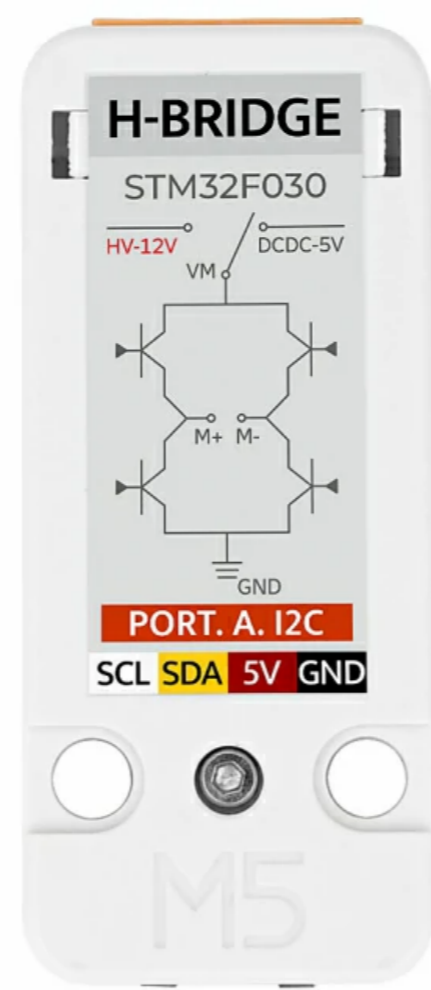 H-BRIDGE
STM32F030
HV-12V DCDC-5V
VM
M+ M-
GND
PORT. A. I2C
SCL SDA 5V GND
M5